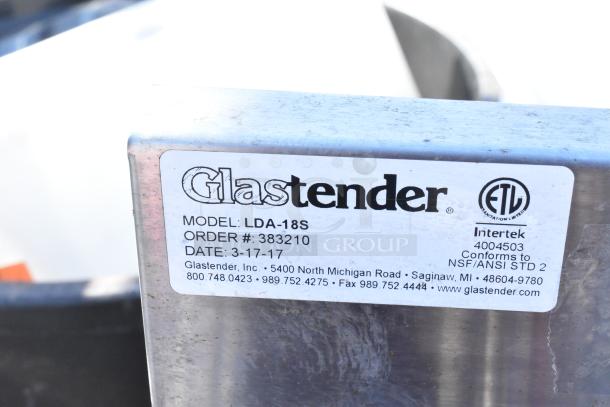 Glastender®
MODEL: LDA-18S
ORDER #: 383210
DATE: 3-17-17
Glastender, Inc. • 5400 North Michigan Road • Saginaw, MI • 48604-9780
800.748.0423 • 989.752.4275 • Fax 989.752.4444 • www.glastender.com
ETL
Intertek
4004503
Conforms to
NSF/ANSI STD 2
GROUP